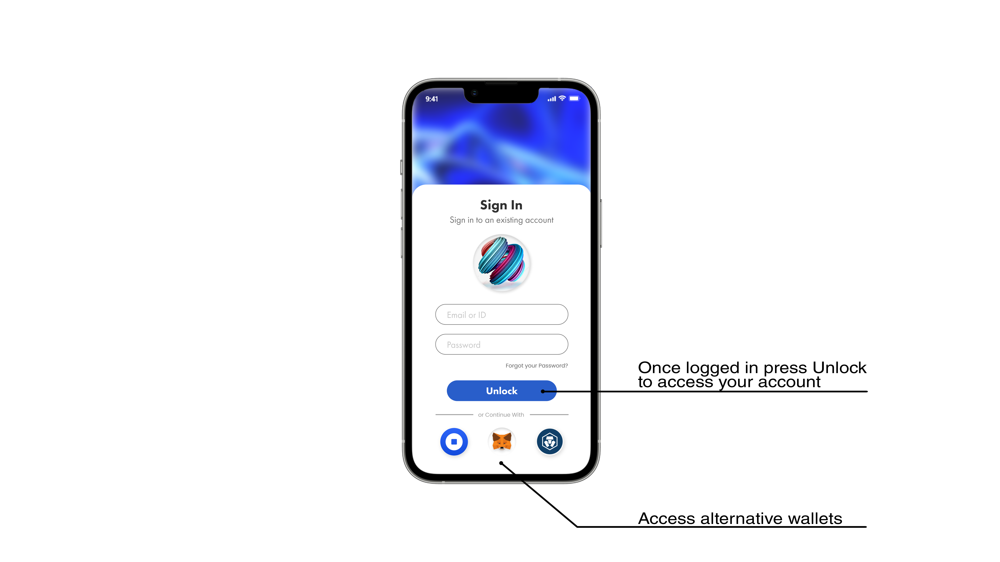 9:41
Sign In
Sign in to an existing account
Email or ID
Password
Forgot your Password?
Once logged in press Unlock
to access your account
Unlock
or Continue With
Access alternative wallets